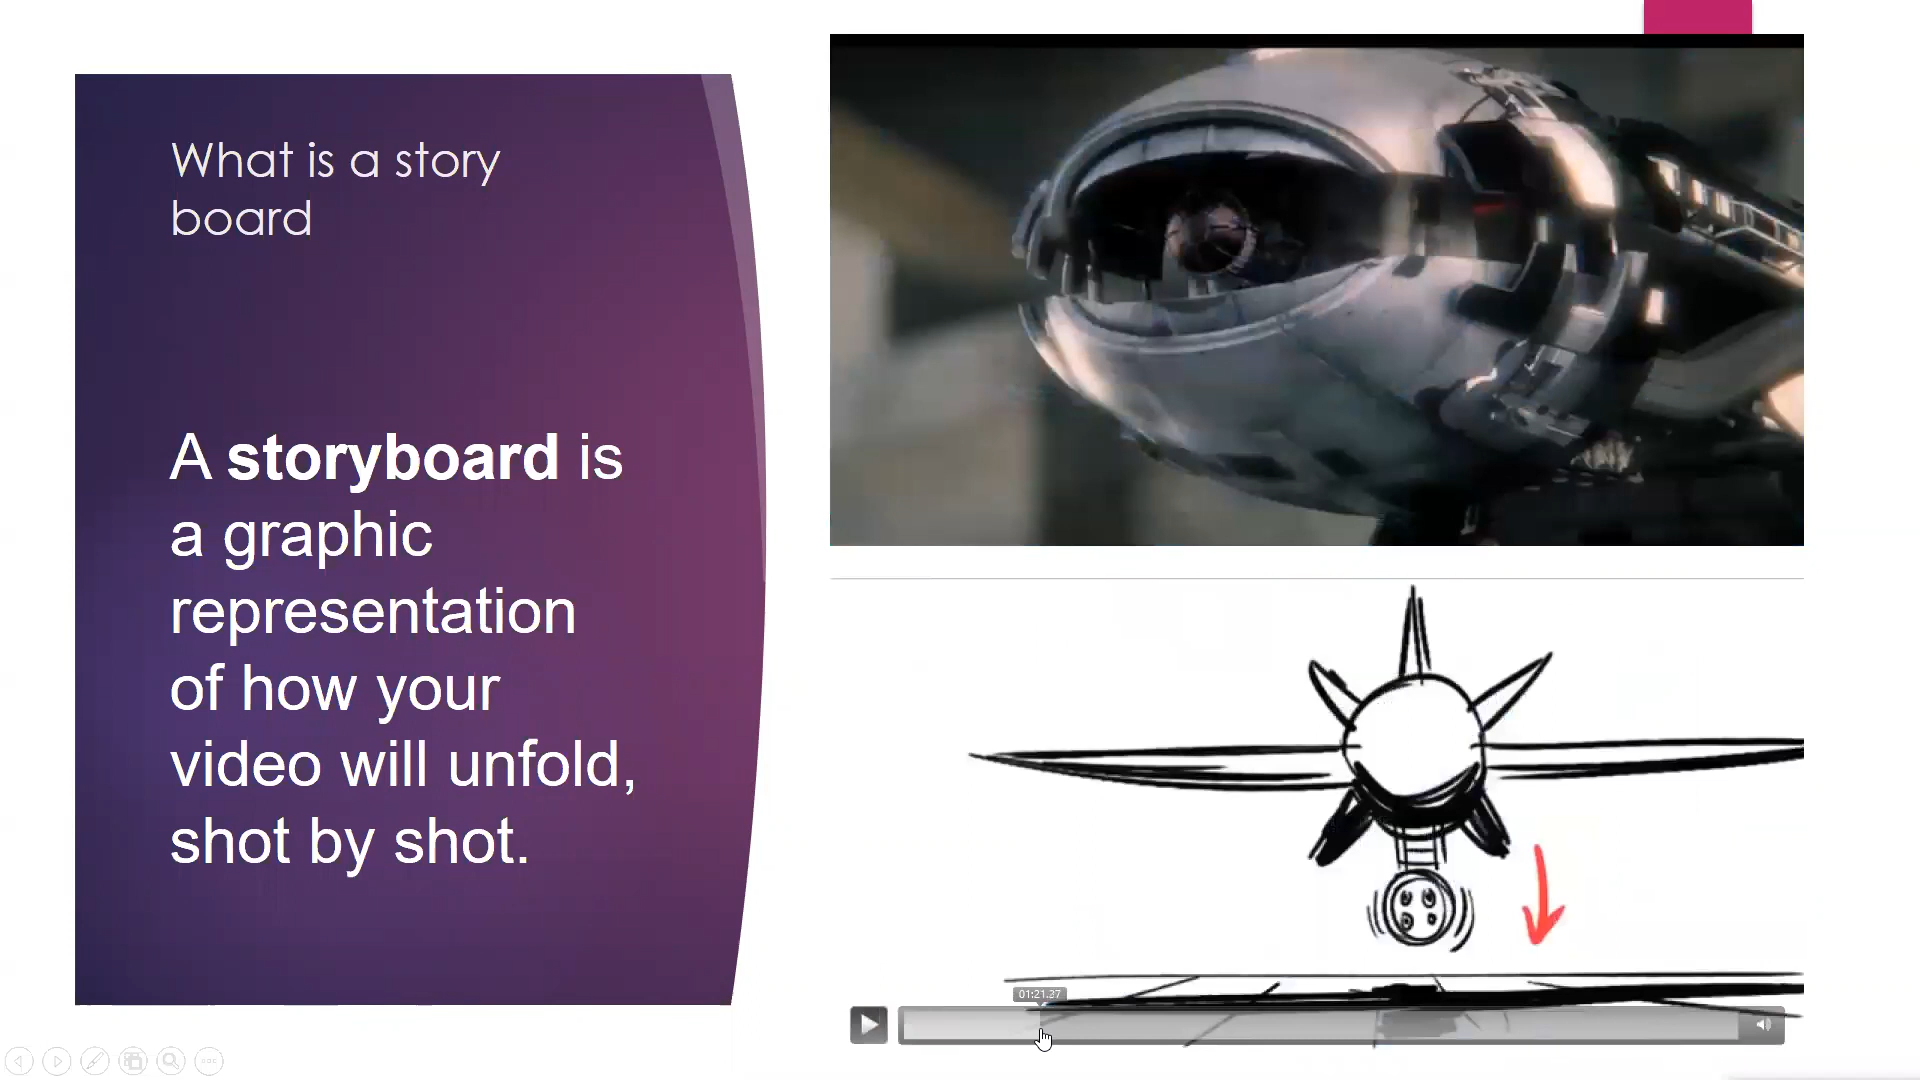 What is a story
board
A storyboard is
a graphic
representation
of how your
video will unfold,
shot by shot.
01:21.37